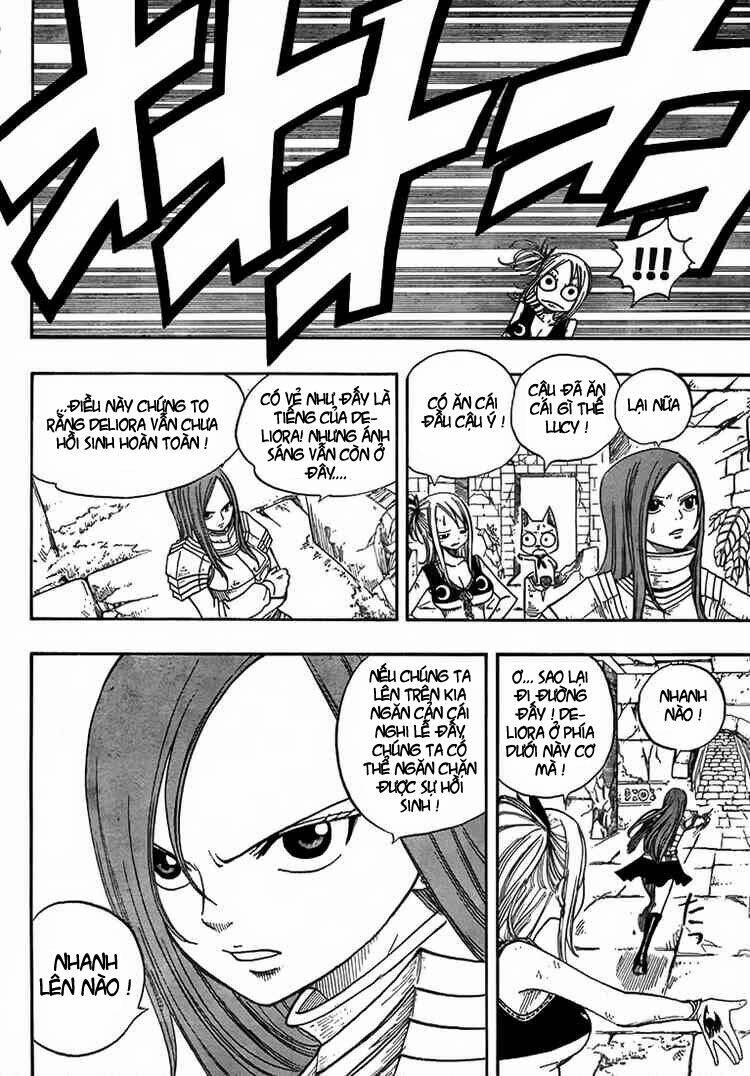 オオオオ
!!!
LẠI NỮA
CẬU ĐÃ ĂN
CÁI GÌ THẾ
LUCY !
CÓ ĂN CÁI
ĐẦU CẬU Ý !
CÓ VẺ NHƯ ĐẤY LÀ
TIẾNG CỦA DE-
LIORA! NHƯNG ÁNH
SÁNG VẪN CÒN Ở
ĐÂY....
...ĐIỀU NÀY CHỨNG TO
RẰNG DELIORA VẪN CHƯA
HỒI SINH HOÀN TOÀN !
NHANH
NÀO !
Ơ... SAO LẠI
ĐI ĐƯỜNG
ĐẤY ! DE-
LIORA Ở PHÍA
DƯỚI NÀY CƠ
MÀ !
NẾU CHÚNG TA
LÊN TRÊN KIA
NGĂN CẢN CÁI
NGHI LỄ ĐẤY,
CHÚNG TA CÓ
THỂ NGĂN CHẶN
ĐƯỢC SỰ HỒI
SINH !
NHANH
LÊN NÀO !